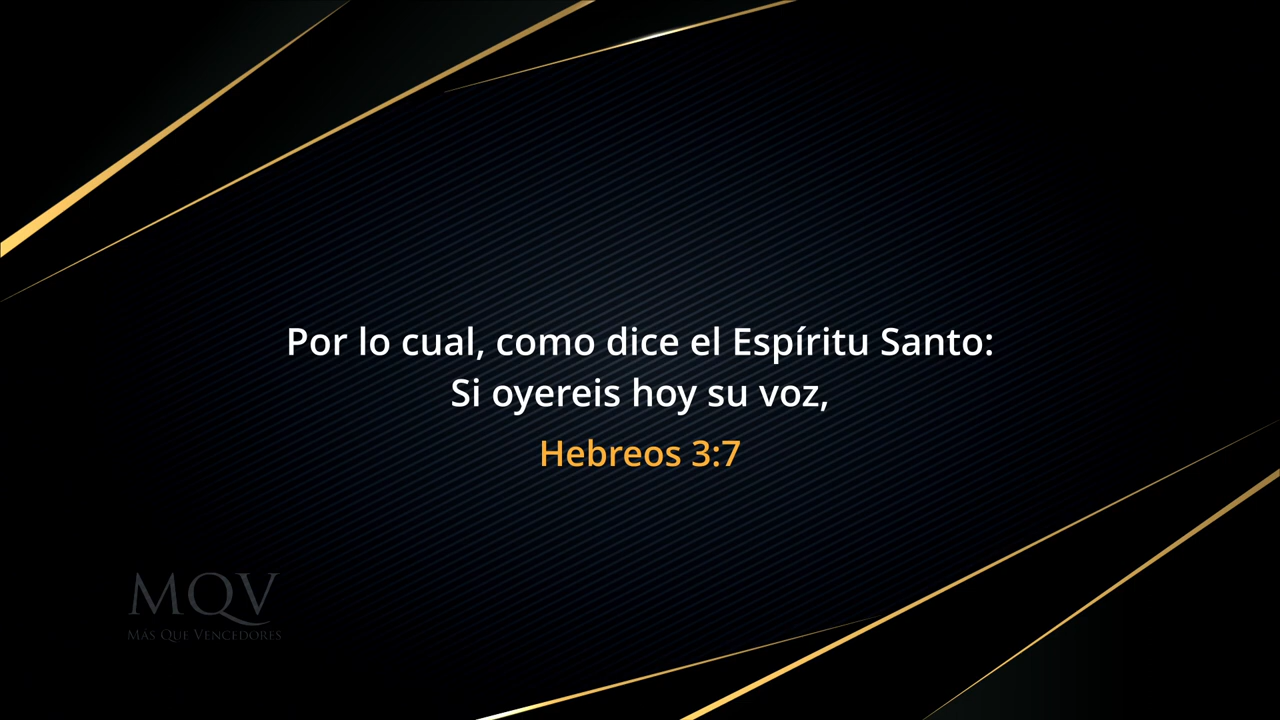 Por lo cual, como dice el Espíritu Santo:
Si oyereis hoy su voz,
Hebreos 3:7
MQV
Más Que Vencedores